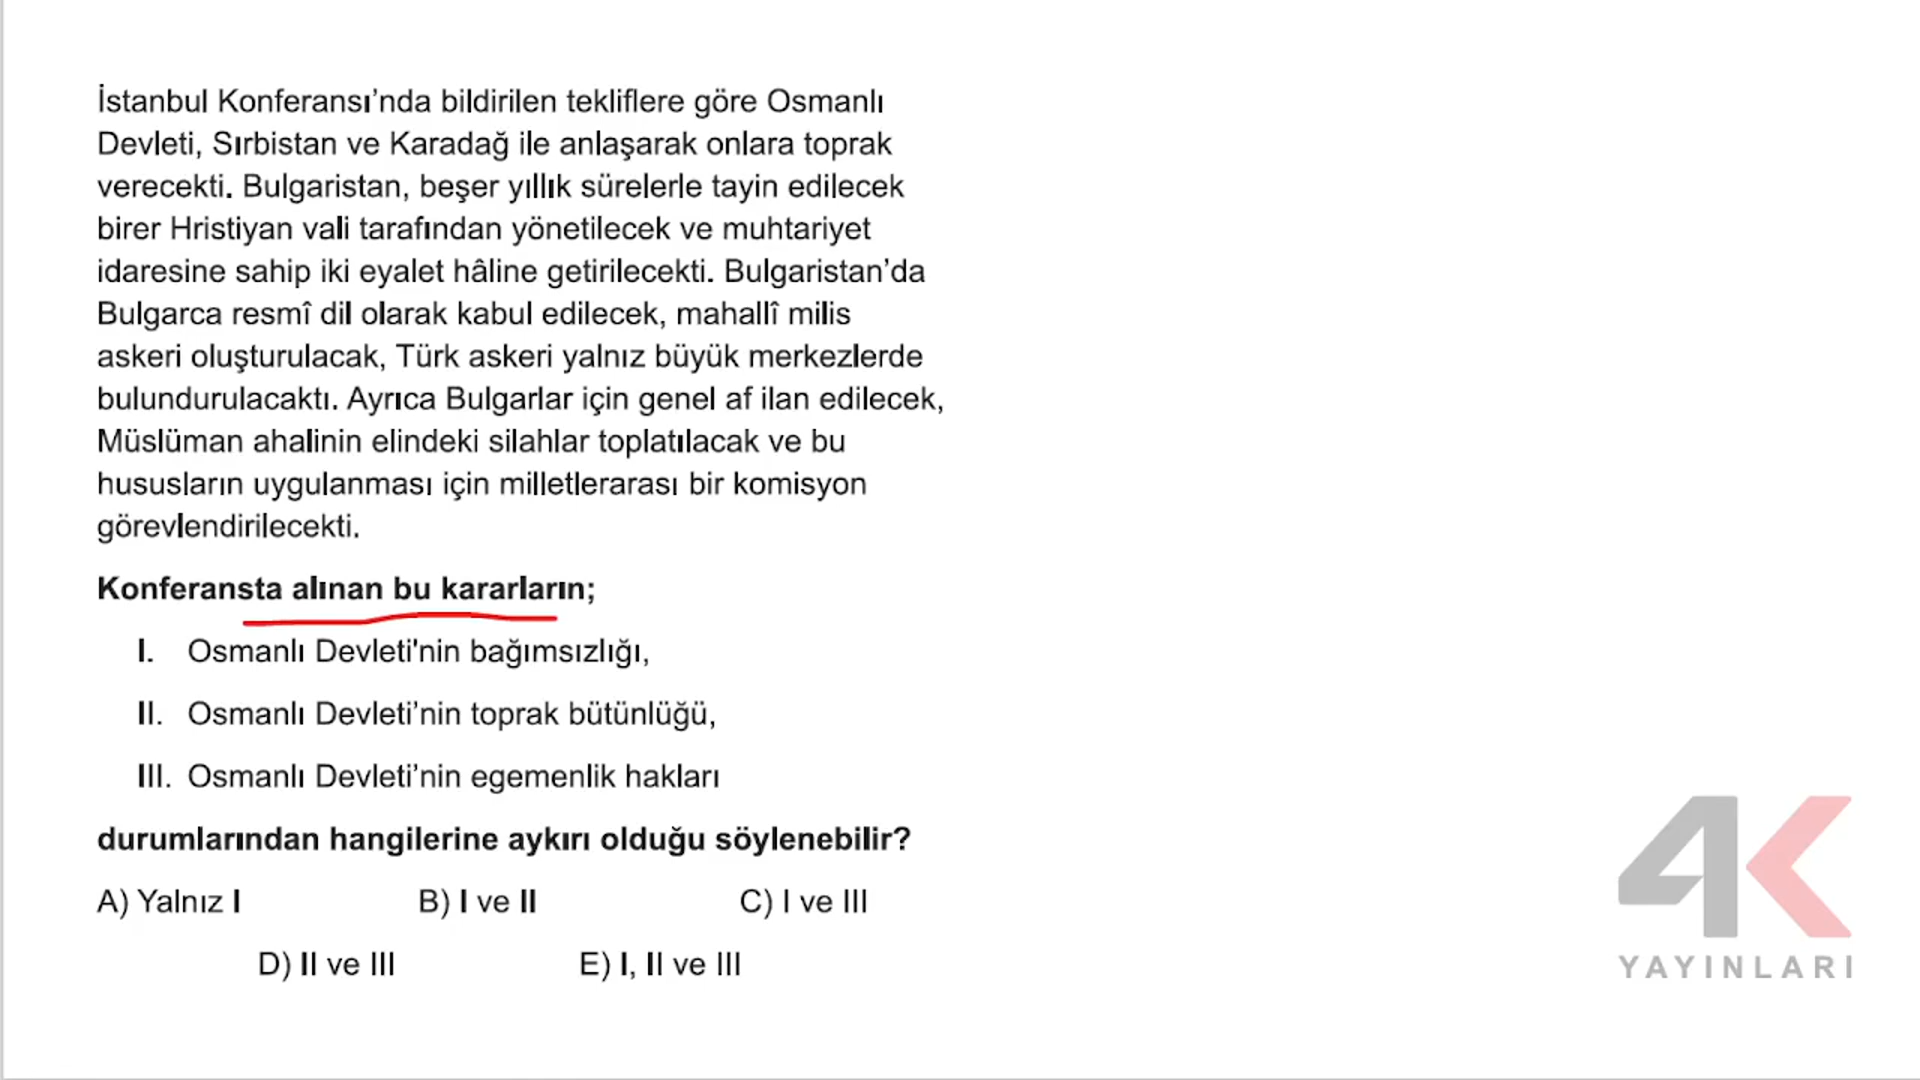 İstanbul Konferansı’nda bildirilen tekliflere göre Osmanlı
Devleti, Sırbistan ve Karadağ ile anlaşarak onlara toprak
verecekti. Bulgaristan, beşer yıllık sürelerle tayin edilecek
birer Hristiyan vali tarafından yönetilecek ve muhtariyet
idaresine sahip iki eyalet hâline getirilecekti. Bulgaristan’da
Bulgarca resmî dil olarak kabul edilecek, mahallî milis
askeri oluşturulacak, Türk askeri yalnız büyük merkezlerde
bulundurulacaktı. Ayrıca Bulgarlar için genel af ilan edilecek,
Müslüman ahalinin elindeki silahlar toplatılacak ve bu
hususların uygulanması için milletlerarası bir komisyon
görevlendirilecekti.
Konferansta alınan bu kararların;
I. Osmanlı Devleti'nin bağımsızlığı,
II. Osmanlı Devleti’nin toprak bütünlüğü,
III. Osmanlı Devleti’nin egemenlik hakları
durumlarından hangilerine aykırı olduğu söylenebilir?
A) Yalnız I B) I ve II C) I ve III
D) II ve III E) I, II ve III
4K
YAYINLARI